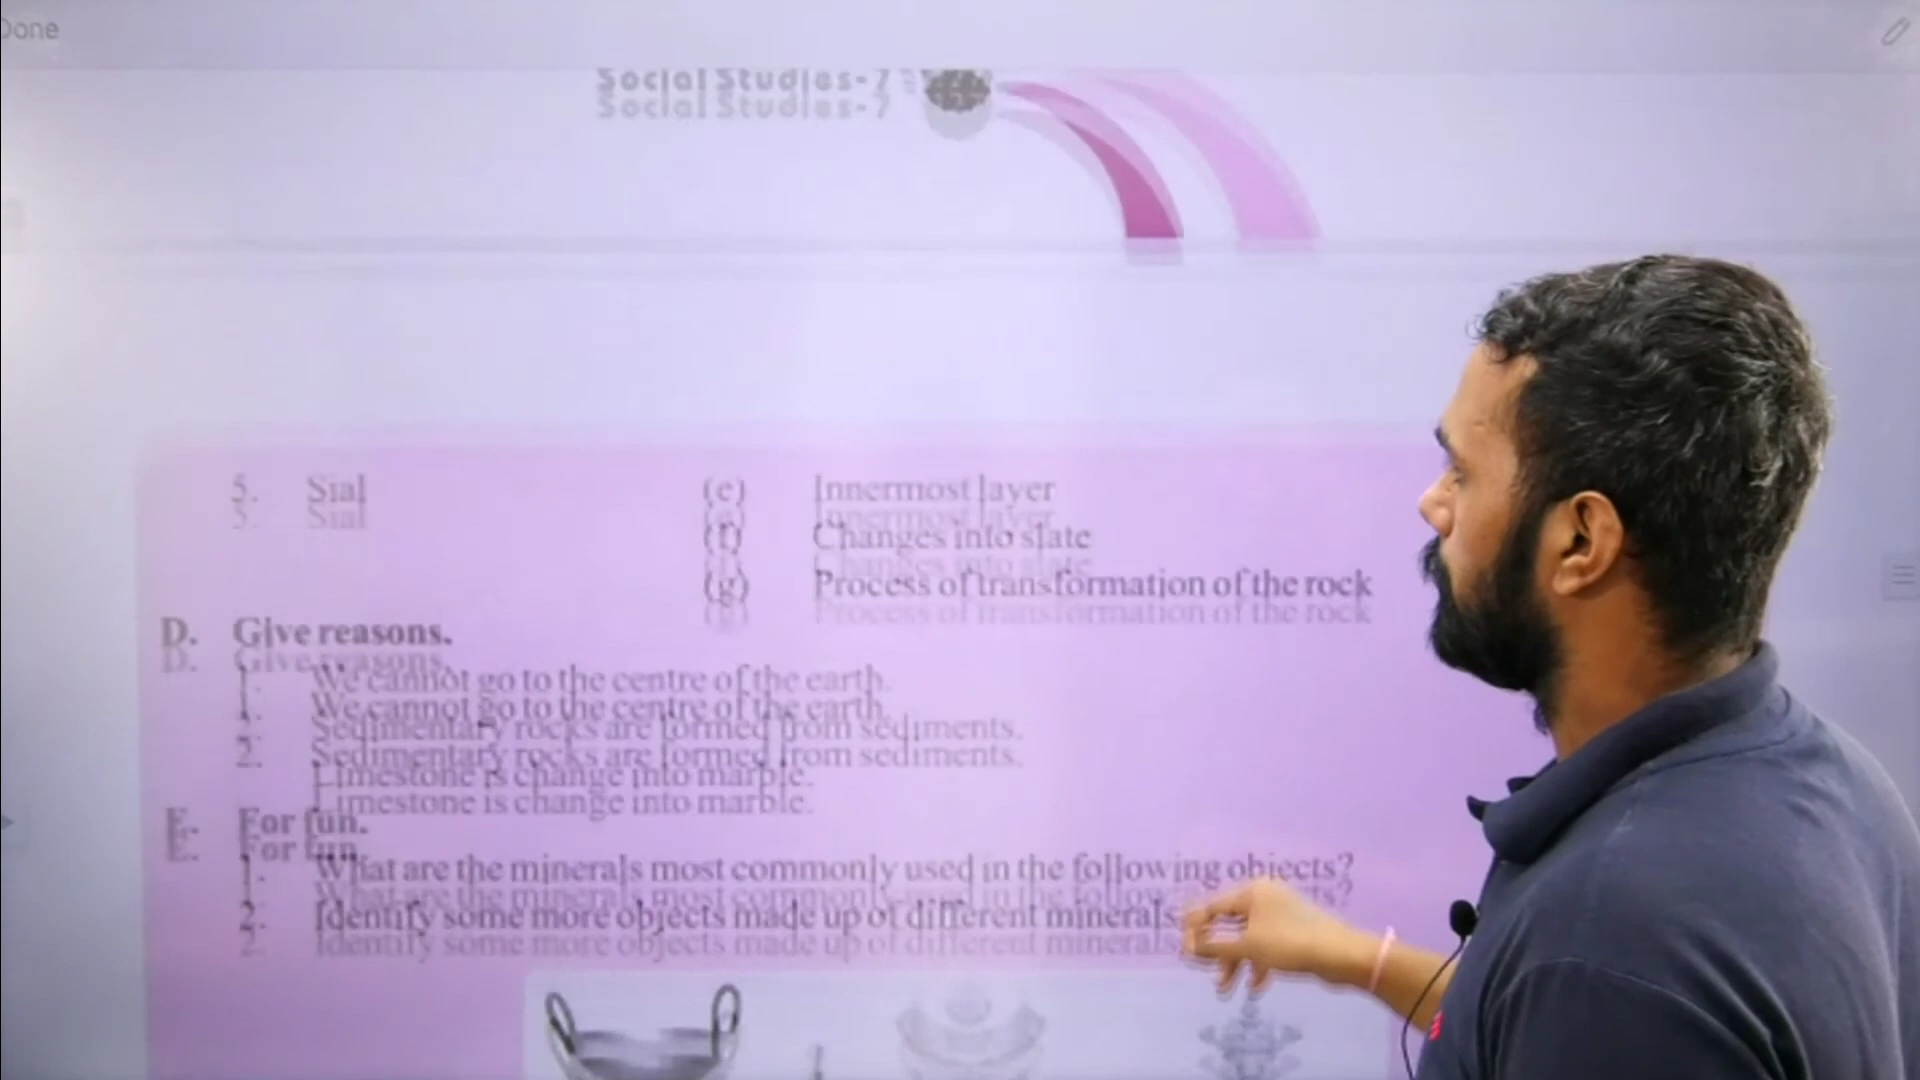 Done
Social Studies-7
5. Sial (e) Innermost layer
(f) Changes into slate
(g) Process of transformation of the rock
D. Give reasons.
1. We cannot go to the centre of the earth.
2. Sedimentary rocks are formed from sediments.
Limestone is change into marble.
E. For fun.
1. What are the minerals most commonly used in the following objects?
2. Identify some more objects made up of different minerals